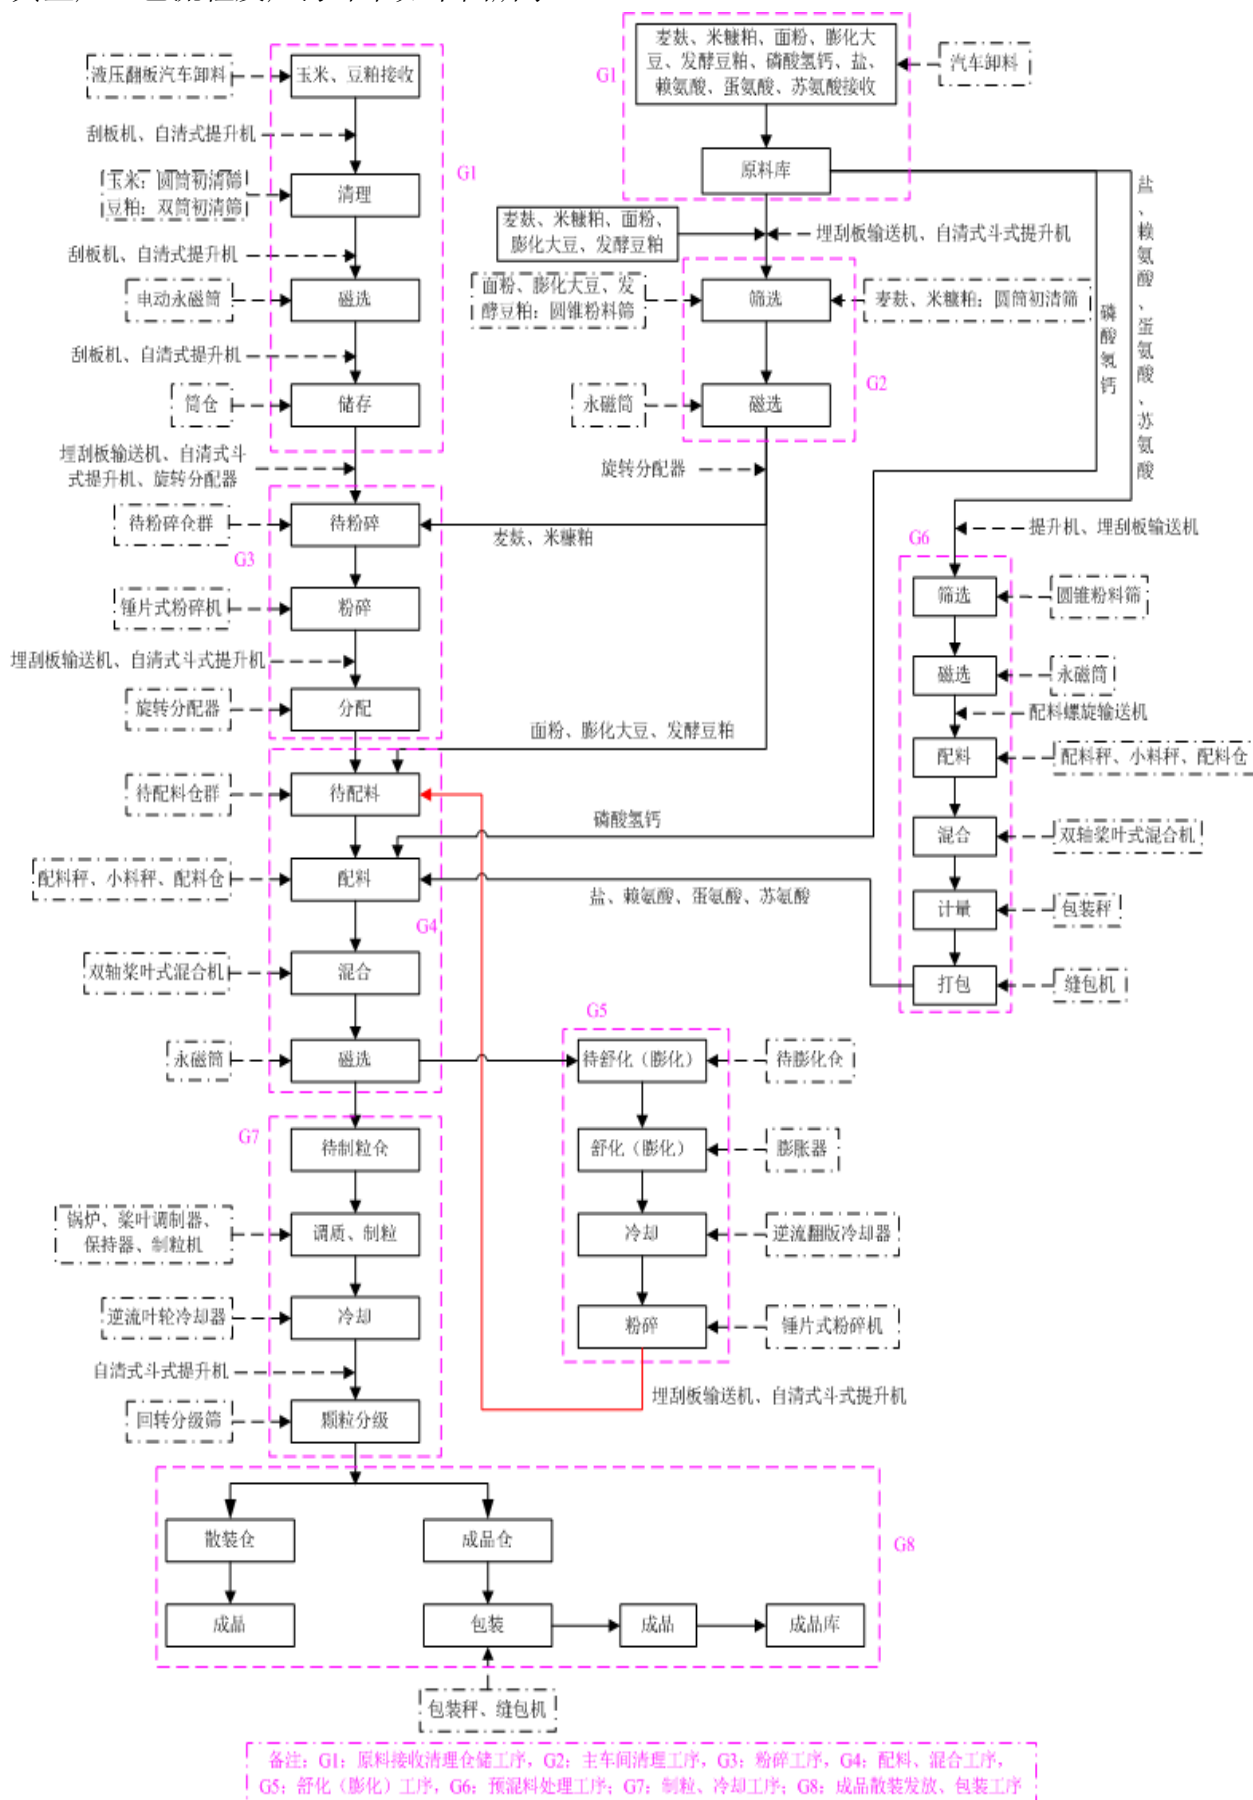 液压翻板汽车卸料
玉米、豆粕接收
刮板机、自清式提升机
G1
玉米：圆筒初清筛
豆粕：双筒初清筛
清理
刮板机、自清式提升机
电动永磁筒
磁选
刮板机、自清式提升机
筒仓
储存
埋刮板输送机、自清式斗
式提升机、旋转分配器
G1
麦麸、米糠粕、面粉、膨化大
豆、发酵豆粕、磷酸氢钙、盐、
赖氨酸、蛋氨酸、苏氨酸接收
汽车卸料
原料库
麦麸、米糠粕、面粉、
膨化大豆、发酵豆粕
埋刮板输送机、自清式斗式提升机
面粉、膨化大豆、发
酵豆粕：圆锥粉料筛
筛选
麦麸、米糠粕：圆筒初清筛
G2
永磁筒
磁选
旋转分配器
磷酸氢钙
盐、赖氨酸、蛋氨酸、苏氨酸
待粉碎仓群
待粉碎
麦麸、米糠粕
G3
锤片式粉碎机
粉碎
埋刮板输送机、自清式斗式提升机
旋转分配器
分配
面粉、膨化大豆、发酵豆粕
待配料仓群
待配料
磷酸氢钙
配料秤、小料秤、配料仓
配料
盐、赖氨酸、蛋氨酸、苏氨酸
G4
双轴桨叶式混合机
混合
永磁筒
磁选
提升机、埋刮板输送机
G6
筛选
圆锥粉料筛
磁选
永磁筒
配料螺旋输送机
配料
配料秤、小料秤、配料仓
混合
双轴桨叶式混合机
计量
包装秤
打包
缝包机
G5
待舒化（膨化）
待膨化仓
舒化（膨化）
膨胀器
冷却
逆流翻版冷却器
粉碎
锤片式粉碎机
埋刮板输送机、自清式斗式提升机
G7
待制粒仓
锅炉、桨叶调制器、
保持器、制粒机
调质、制粒
逆流叶轮冷却器
冷却
自清式斗式提升机
回转分级筛
颗粒分级
散装仓
成品仓
G8
成品
包装
成品
成品库
包装秤、缝包机
备注：G1：原料接收清理仓储工序，G2：主车间清理工序，G3：粉碎工序，G4：配料、混合工序，
G5：舒化（膨化）工序，G6：预混料处理工序；G7：制粒、冷却工序；G8：成品散装发放、包装工序